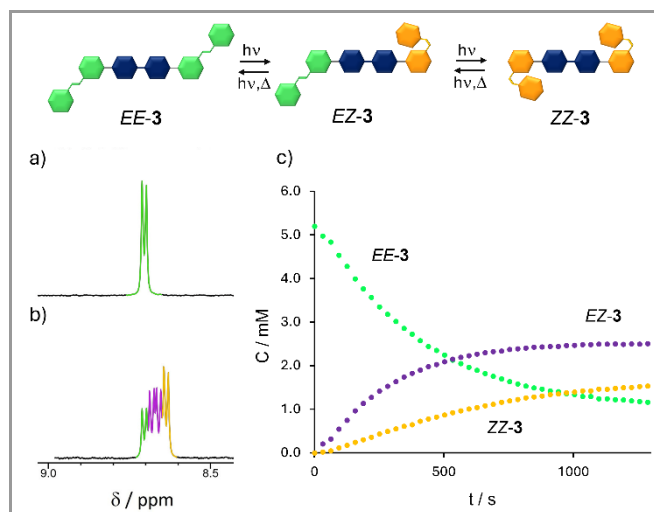 hν hν
hν,Δ hν,Δ
EE-3 EZ-3 ZZ-3
a) c)
6.0
5.0
4.0
3.0
2.0
1.0
0.0
C / mM
EE-3
EZ-3
ZZ-3
0 500 1000
t / s
b)
9.0 8.5
δ / ppm